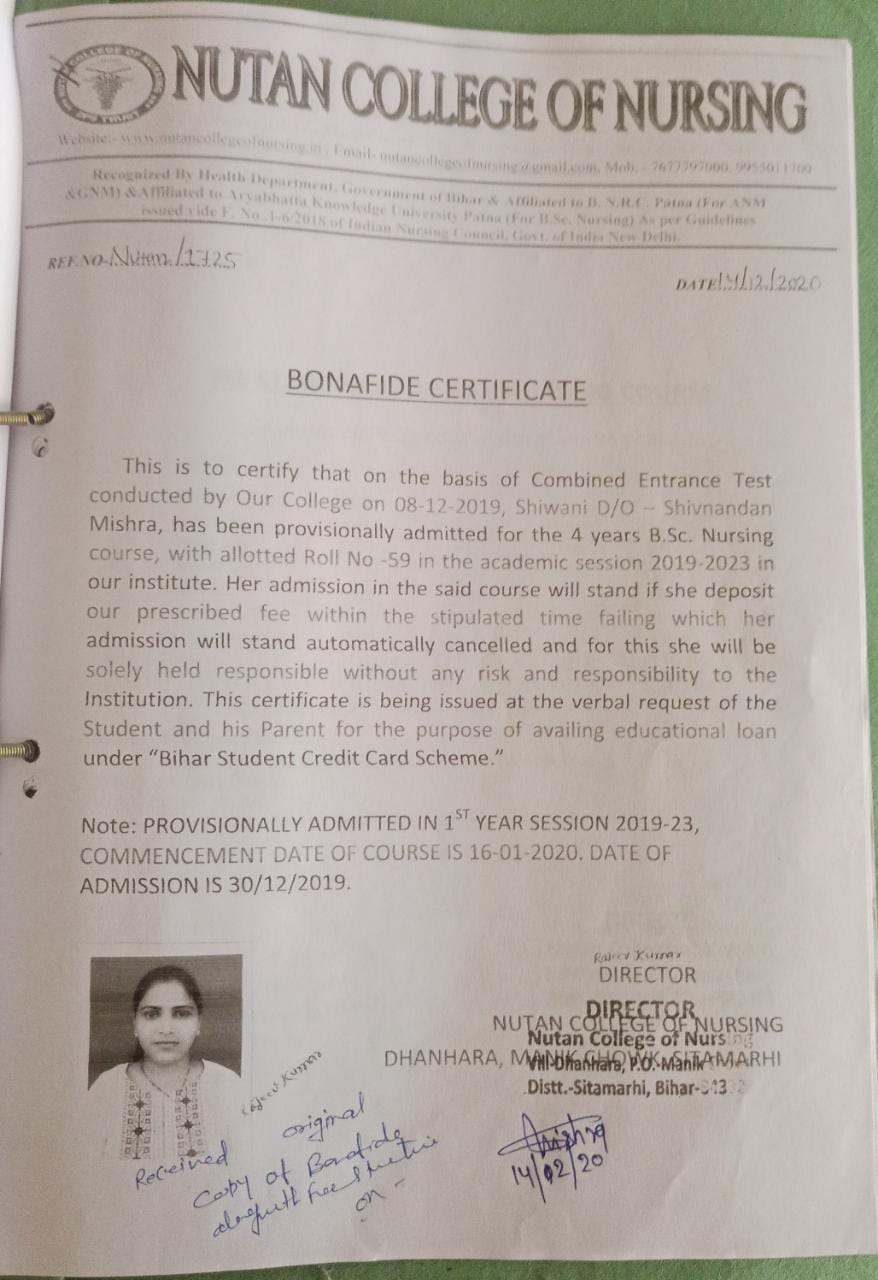 NUTAN COLLEGE OF NURSING
Website:- www.nutancollegeofnursing.in , Email- nutancollegeofnursing@gmail.com, Mob. - 7677797000, 9955011700
Recognized By Health Department, Government of Bihar & Affiliated to B. N.R.C. Patna (For ANM
&GNM) &Affiliated to Aryabhatta Knowledge University Patna (For B.Sc. Nursing) As per Guidelines
issued vide F. No .1-6/2018 of Indian Nursing Council, Govt. of India New Delhi.
REF.NO-Nutan/1725
DATE 14/12/2020
BONAFIDE CERTIFICATE
This is to certify that on the basis of Combined Entrance Test
conducted by Our College on 08-12-2019, Shiwani D/O – Shivnandan
Mishra, has been provisionally admitted for the 4 years B.Sc. Nursing
course, with allotted Roll No -59 in the academic session 2019-2023 in
our institute. Her admission in the said course will stand if she deposit
our prescribed fee within the stipulated time failing which her
admission will stand automatically cancelled and for this she will be
solely held responsible without any risk and responsibility to the
Institution. This certificate is being issued at the verbal request of the
Student and his Parent for the purpose of availing educational loan
under “Bihar Student Credit Card Scheme.”
Note: PROVISIONALLY ADMITTED IN 1ST YEAR SESSION 2019-23,
COMMENCEMENT DATE OF COURSE IS 16-01-2020. DATE OF
ADMISSION IS 30/12/2019.
Rajeev Kumar
DIRECTOR
DIRECTOR
NUTAN COLLEGE OF NURSING
Nutan College of Nursing
DHANHARA, MANIK CHOWK, SITAMARHI
Vill-Dhanhara, P.O.-Manik
Distt.-Sitamarhi, Bihar-
Rajeev Kumar
Received original
Copy of Bonafide
fee structure
on -
14/02/20